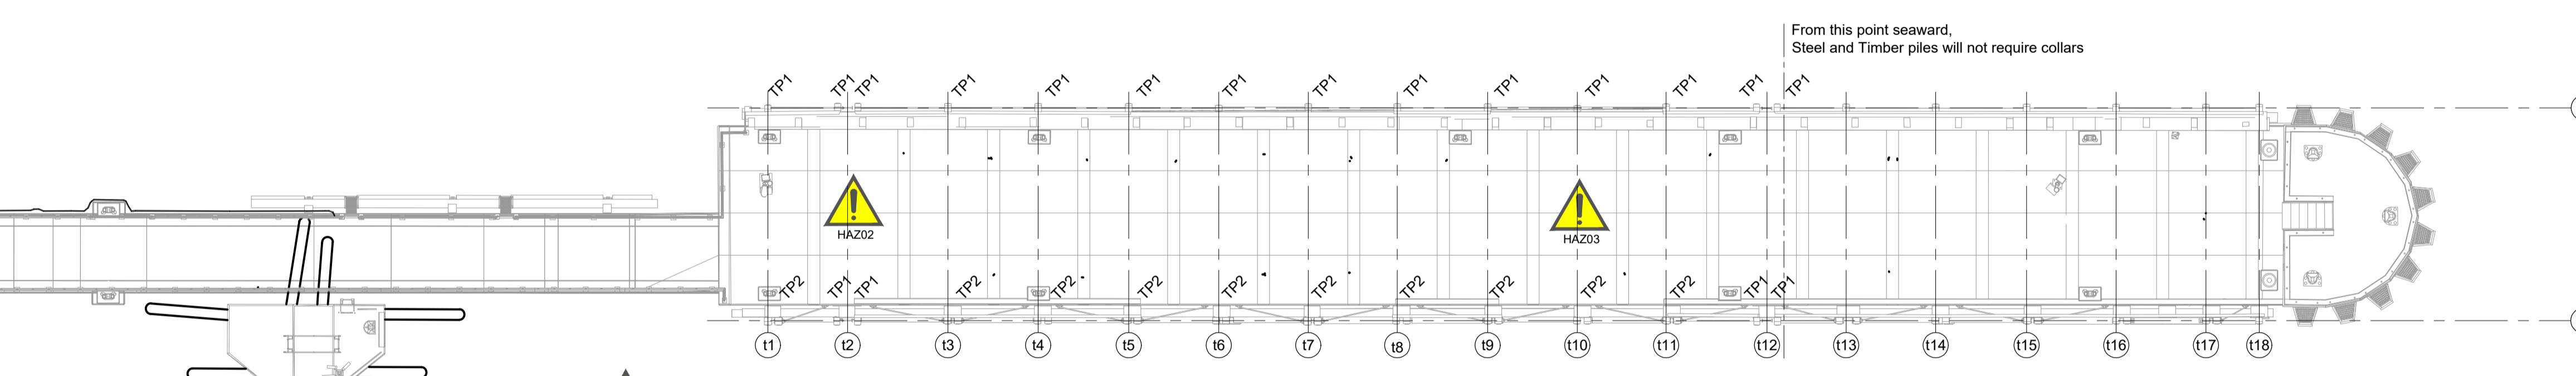 From this point seaward,
Steel and Timber piles will not require collars
TP1 TP1 TP1 TP1 TP1 TP1 TP1 TP1 TP1 TP1 TP1 TP1 TP1 TP1
HAZ02 HAZ03
TP2 TP1 TP1 TP2 TP2 TP2 TP2 TP2 TP2 TP2 TP2 TP2 TP1 TP1
t1 t2 t3 t4 t5 t6 t7 t8 t9 t10 t11 t12 t13 t14 t15 t16 t17 t18